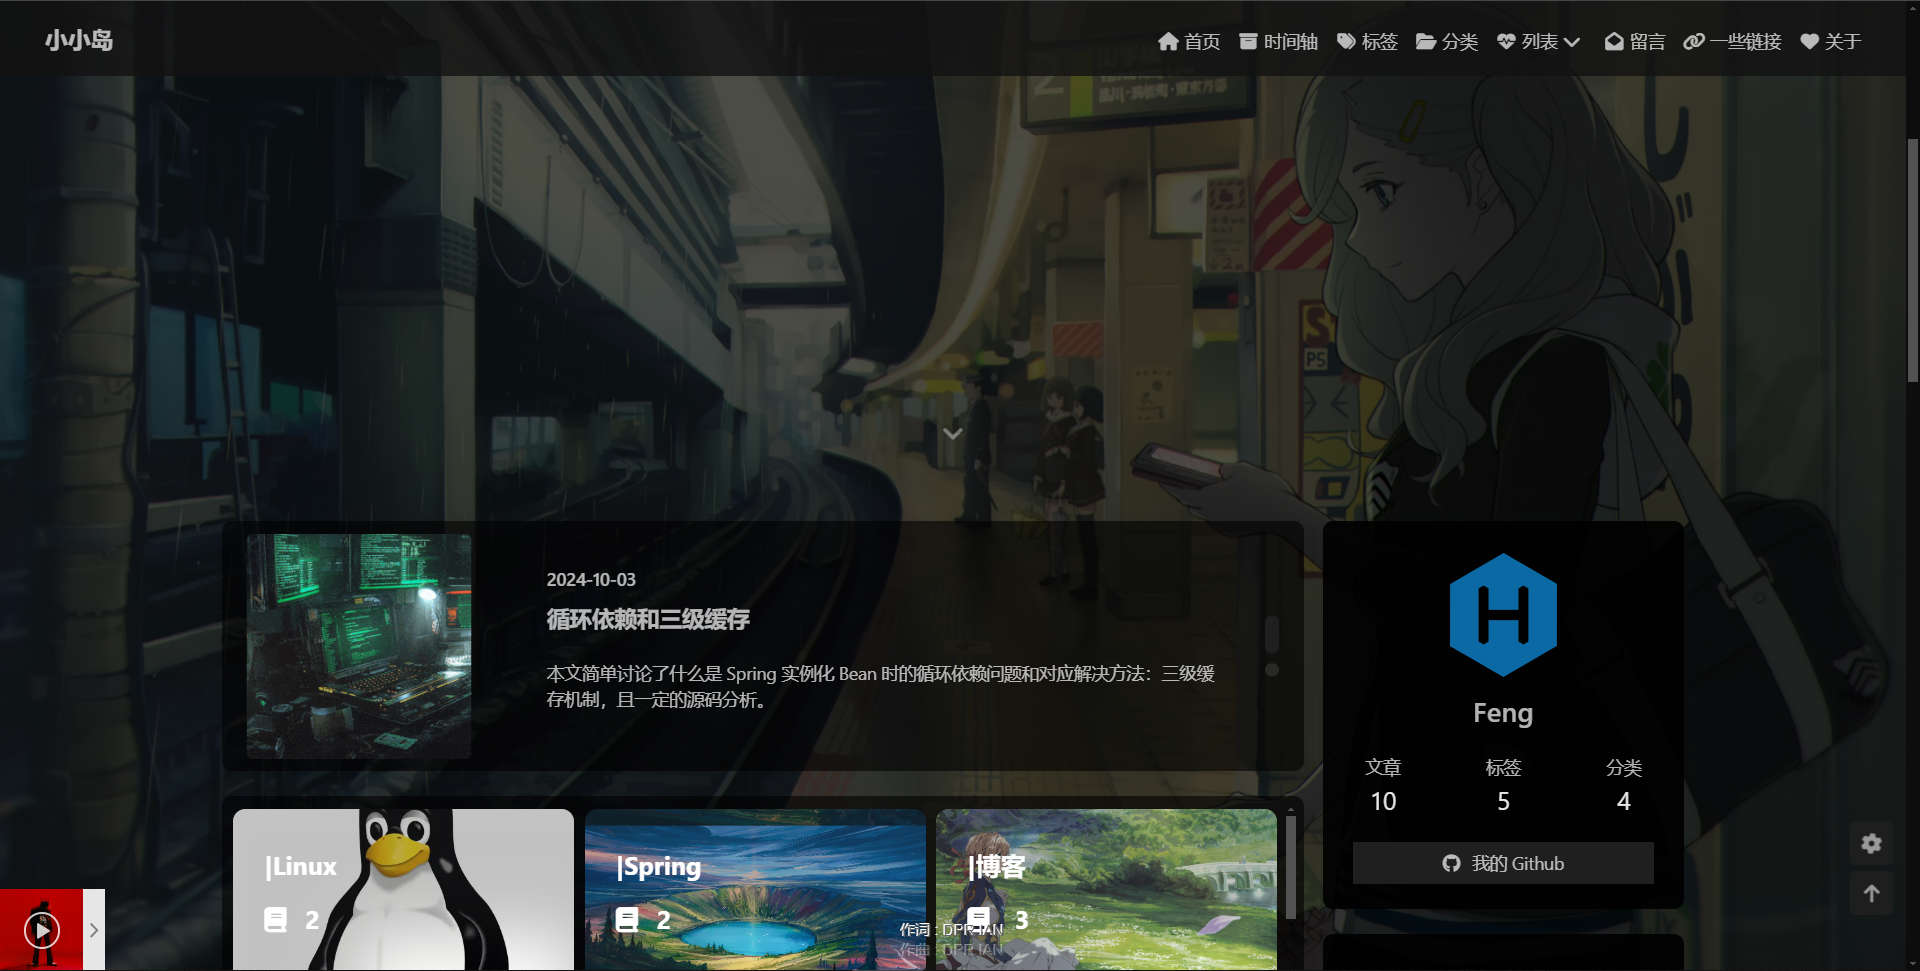 小小岛
首页
时间轴
标签
分类
列表
留言
一些链接
关于
2
PS
2024-10-03
循环依赖和三级缓存
本文简单讨论了什么是 Spring 实例化 Bean 时的循环依赖问题和对应解决方法：三级缓
存机制，且一定的源码分析。
H
Feng
文章
标签
分类
10
5
4
我的 Github
|Linux
2
|Spring
2
|博客
3
作词 : DPR IAN
作曲 : DPR IAN